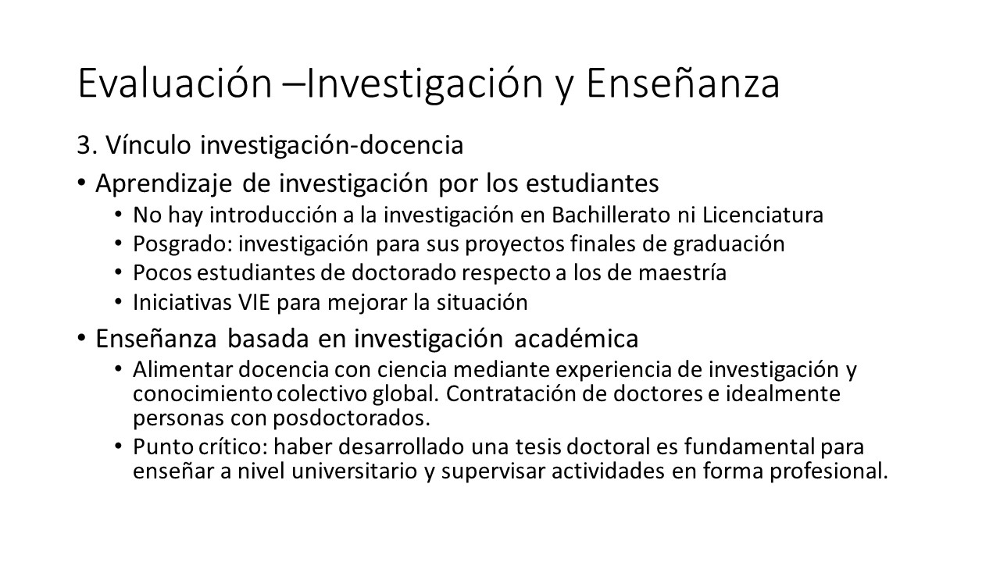 Evaluación –Investigación y Enseñanza
3. Vínculo investigación-docencia
• Aprendizaje de investigación por los estudiantes
• No hay introducción a la investigación en Bachillerato ni Licenciatura
• Posgrado: investigación para sus proyectos finales de graduación
• Pocos estudiantes de doctorado respecto a los de maestría
• Iniciativas VIE para mejorar la situación
• Enseñanza basada en investigación académica
• Alimentar docencia con ciencia mediante experiencia de investigación y
conocimiento colectivo global. Contratación de doctores e idealmente
personas con posdoctorados.
• Punto crítico: haber desarrollado una tesis doctoral es fundamental para
enseñar a nivel universitario y supervisar actividades en forma profesional.